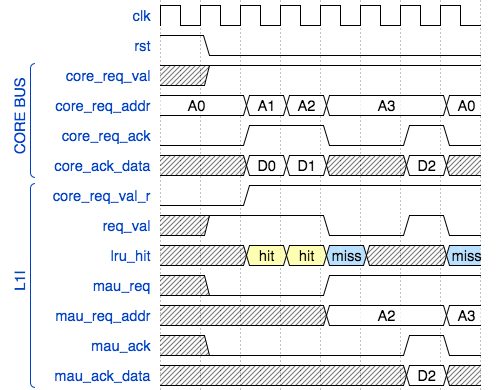 clk
rst
CORE BUS
core_req_val
core_req_addr A0 A1 A2 A3 A0
core_req_ack
core_ack_data D0 D1 D2
L1I
core_req_val_r
req_val
lru_hit hit hit miss miss
mau_req
mau_req_addr A2 A3
mau_ack
mau_ack_data D2